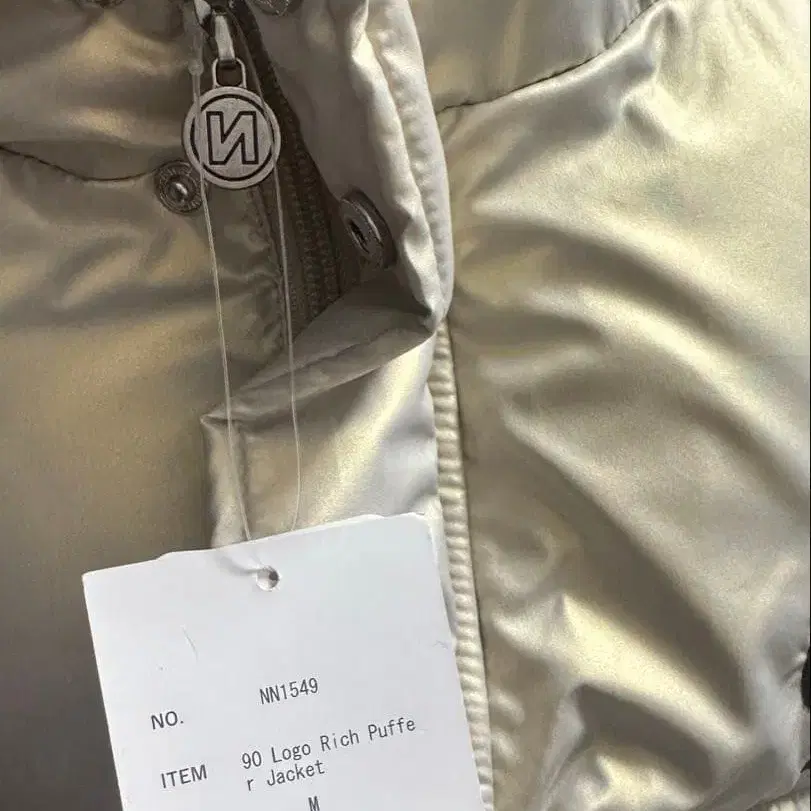 N
NO. NN1549
ITEM 90 Logo Rich Puffe
r Jacket
M